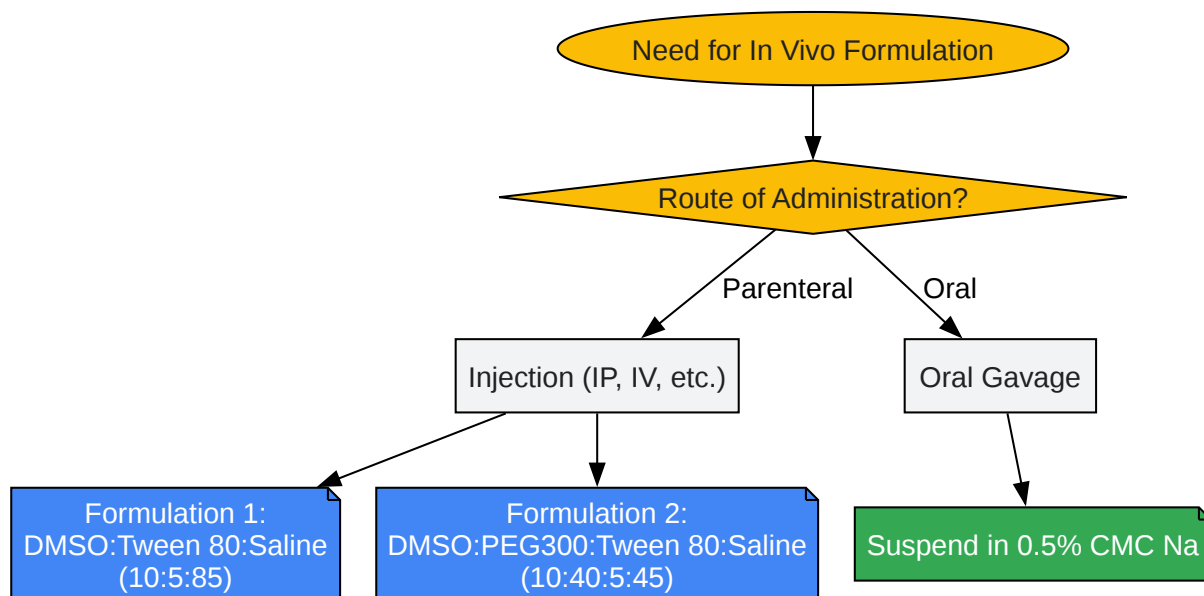 Need for In Vivo Formulation
Route of Administration?
Parenteral
Oral
Injection (IP, IV, etc.)
Oral Gavage
Formulation 1:
DMSO:Tween 80:Saline
(10:5:85)
Formulation 2:
DMSO:PEG300:Tween 80:Saline
(10:40:5:45)
Suspend in 0.5% CMC Na